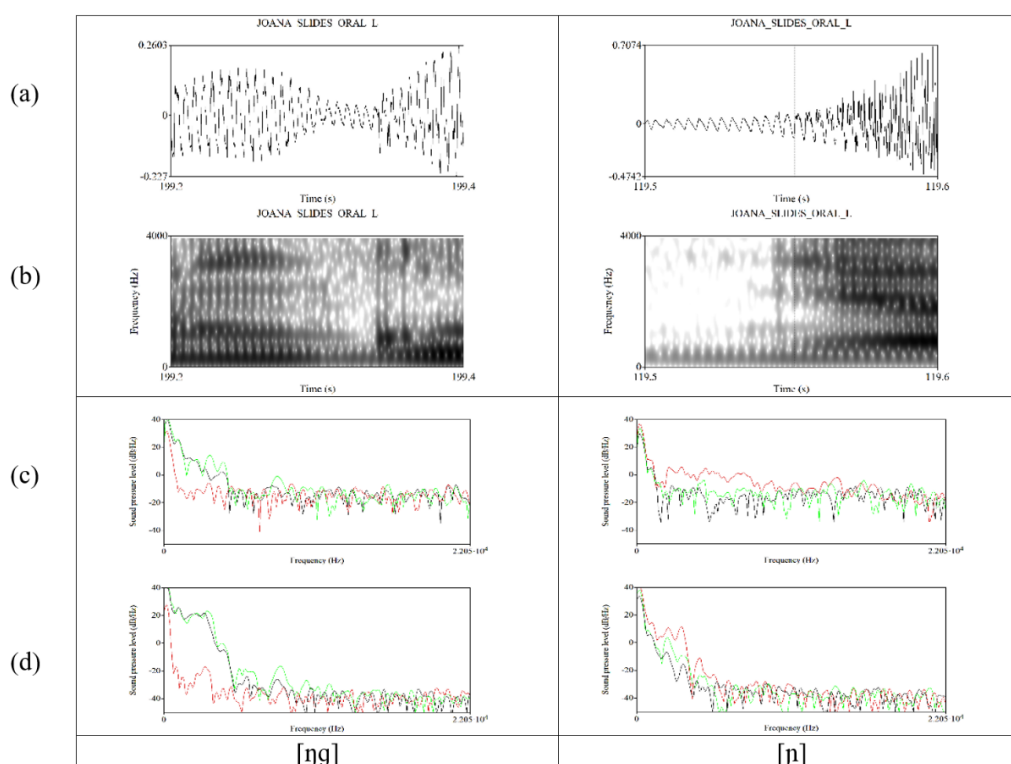 JOANA SLIDES ORAL L
JOANA_SLIDES_ORAL_L
(a)
0.2603
0
-0.227
199.2
199.4
Time (s)
0.7074
0
-0.4742
119.5
119.6
Time (s)
JOANA SLIDES ORAL L
JOANA_SLIDES_ORAL_L
(b)
4000
Frequency (Hz)
0
199.2
199.4
Time (s)
4000
Frequency (Hz)
0
119.5
119.6
Time (s)
(c)
Sound pressure level (dB/Hz)
40
20
0
-20
-40
0
2.205·10⁴
Frequency (Hz)
Sound pressure level (dB/Hz)
40
20
0
-20
-40
0
2.205·10⁴
Frequency (Hz)
(d)
Sound pressure level (dB/Hz)
40
20
0
-20
-40
0
2.205·10⁴
Frequency (Hz)
Sound pressure level (dB/Hz)
40
20
0
-20
-40
0
2.205·10⁴
Frequency (Hz)
[ŋɡ]
[ɲ]